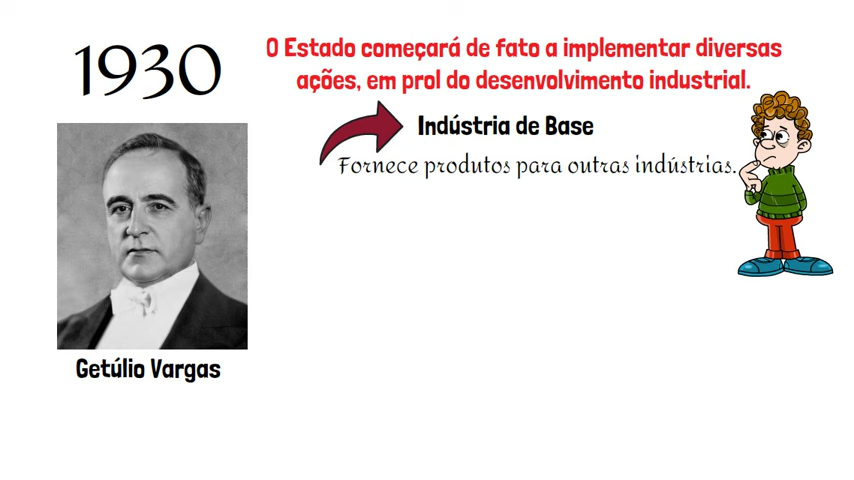 1930
O Estado começará de fato a implementar diversas
ações, em prol do desenvolvimento industrial.
Indústria de Base
Fornece produtos para outras indústrias.
Getúlio Vargas